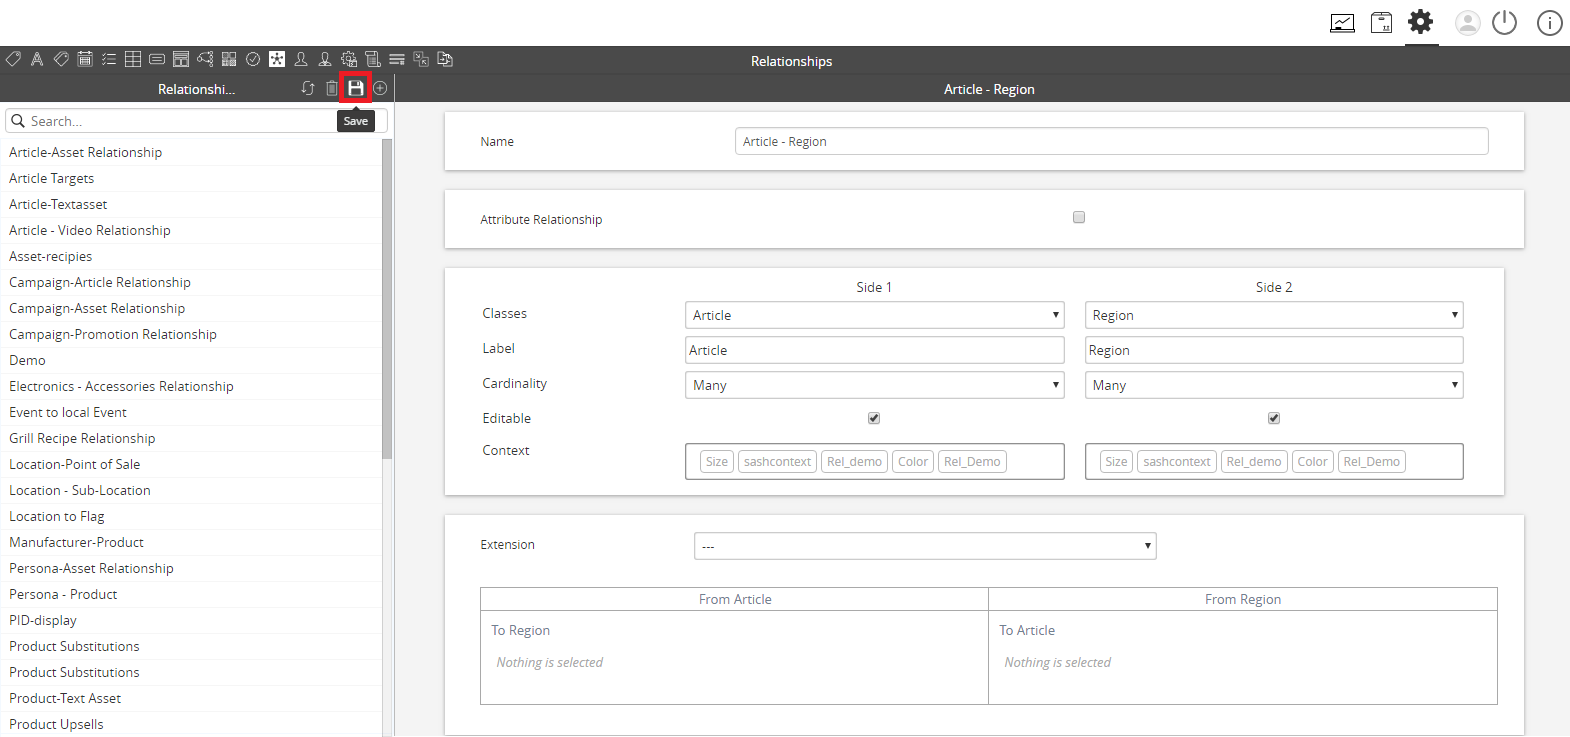 Relationships
Relationshi...
Article - Region
Search...
Save
Article-Asset Relationship
Article Targets
Article-Textasset
Article - Video Relationship
Asset-recipies
Campaign-Article Relationship
Campaign-Asset Relationship
Campaign-Promotion Relationship
Demo
Electronics - Accessories Relationship
Event to local Event
Grill Recipe Relationship
Location-Point of Sale
Location - Sub-Location
Location to Flag
Manufacturer-Product
Persona-Asset Relationship
Persona - Product
PID-display
Product Substitutions
Product Substitutions
Product-Text Asset
Product Upsells
Name Article - Region
Attribute Relationship
Side 1 Side 2
Classes Article Region
Label Article Region
Cardinality Many Many
Editable
Context Size sashcontext Rel_demo Color Rel_Demo Size sashcontext Rel_demo Color Rel_Demo
Extension ---
From Article From Region
To Region To Article
Nothing is selected Nothing is selected